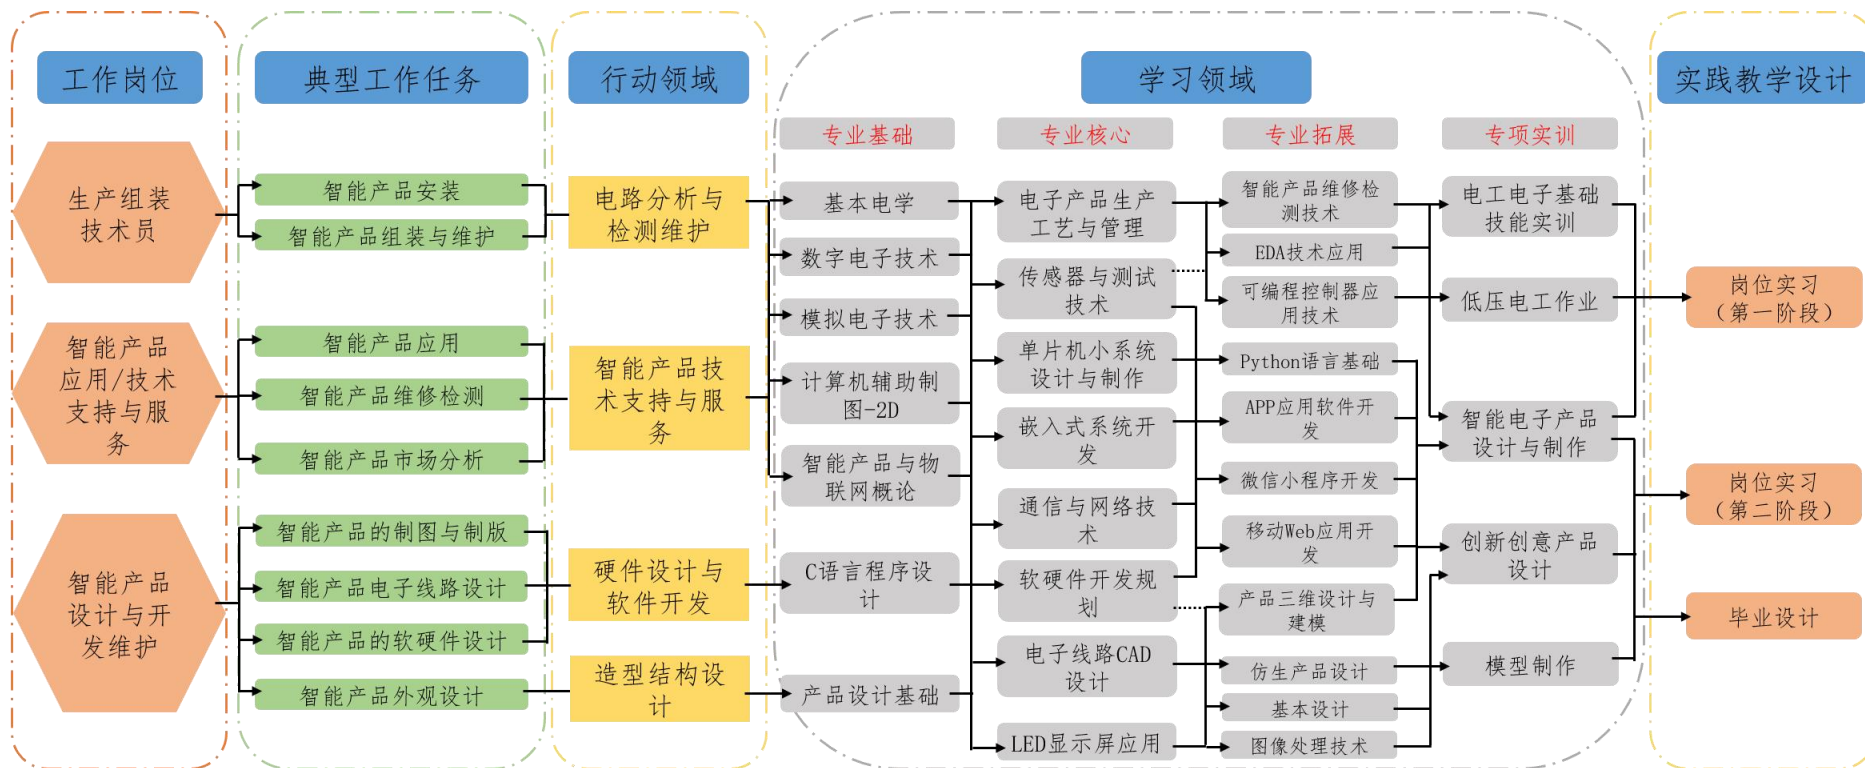 工作岗位
典型工作任务
行动领域
学习领域
实践教学设计
专业基础
专业核心
专业拓展
专项实训
生产组装
技术员
智能产品
应用/技术
支持与服
务
智能产品
设计与开
发维护
智能产品安装
智能产品组装与维护
智能产品应用
智能产品维修检测
智能产品市场分析
智能产品的制图与制版
智能产品电子线路设计
智能产品的软硬件设计
智能产品外观设计
电路分析与
检测维护
智能产品技
术支持与服
务
硬件设计与
软件开发
造型结构设
计
基本电学
数字电子技术
模拟电子技术
计算机辅助制
图-2D
智能产品与物
联网概论
C语言程序设
计
产品设计基础
电子产品生产
工艺与管理
传感器与测试
技术
单片机小系统
设计与制作
嵌入式系统开
发
通信与网络技
术
软硬件开发规
划
电子线路CAD
设计
LED显示屏应用
智能产品维修检
测技术
EDA技术应用
可编程控制器应
用技术
Python语言基础
APP应用软件开
发
微信小程序开发
移动Web应用开
发
产品三维设计与
建模
仿生产品设计
基本设计
图像处理技术
电工电子基础
技能实训
低压电工作业
智能电子产品
设计与制作
创新创意产品
设计
模型制作
岗位实习
（第一阶段）
岗位实习
（第二阶段）
毕业设计